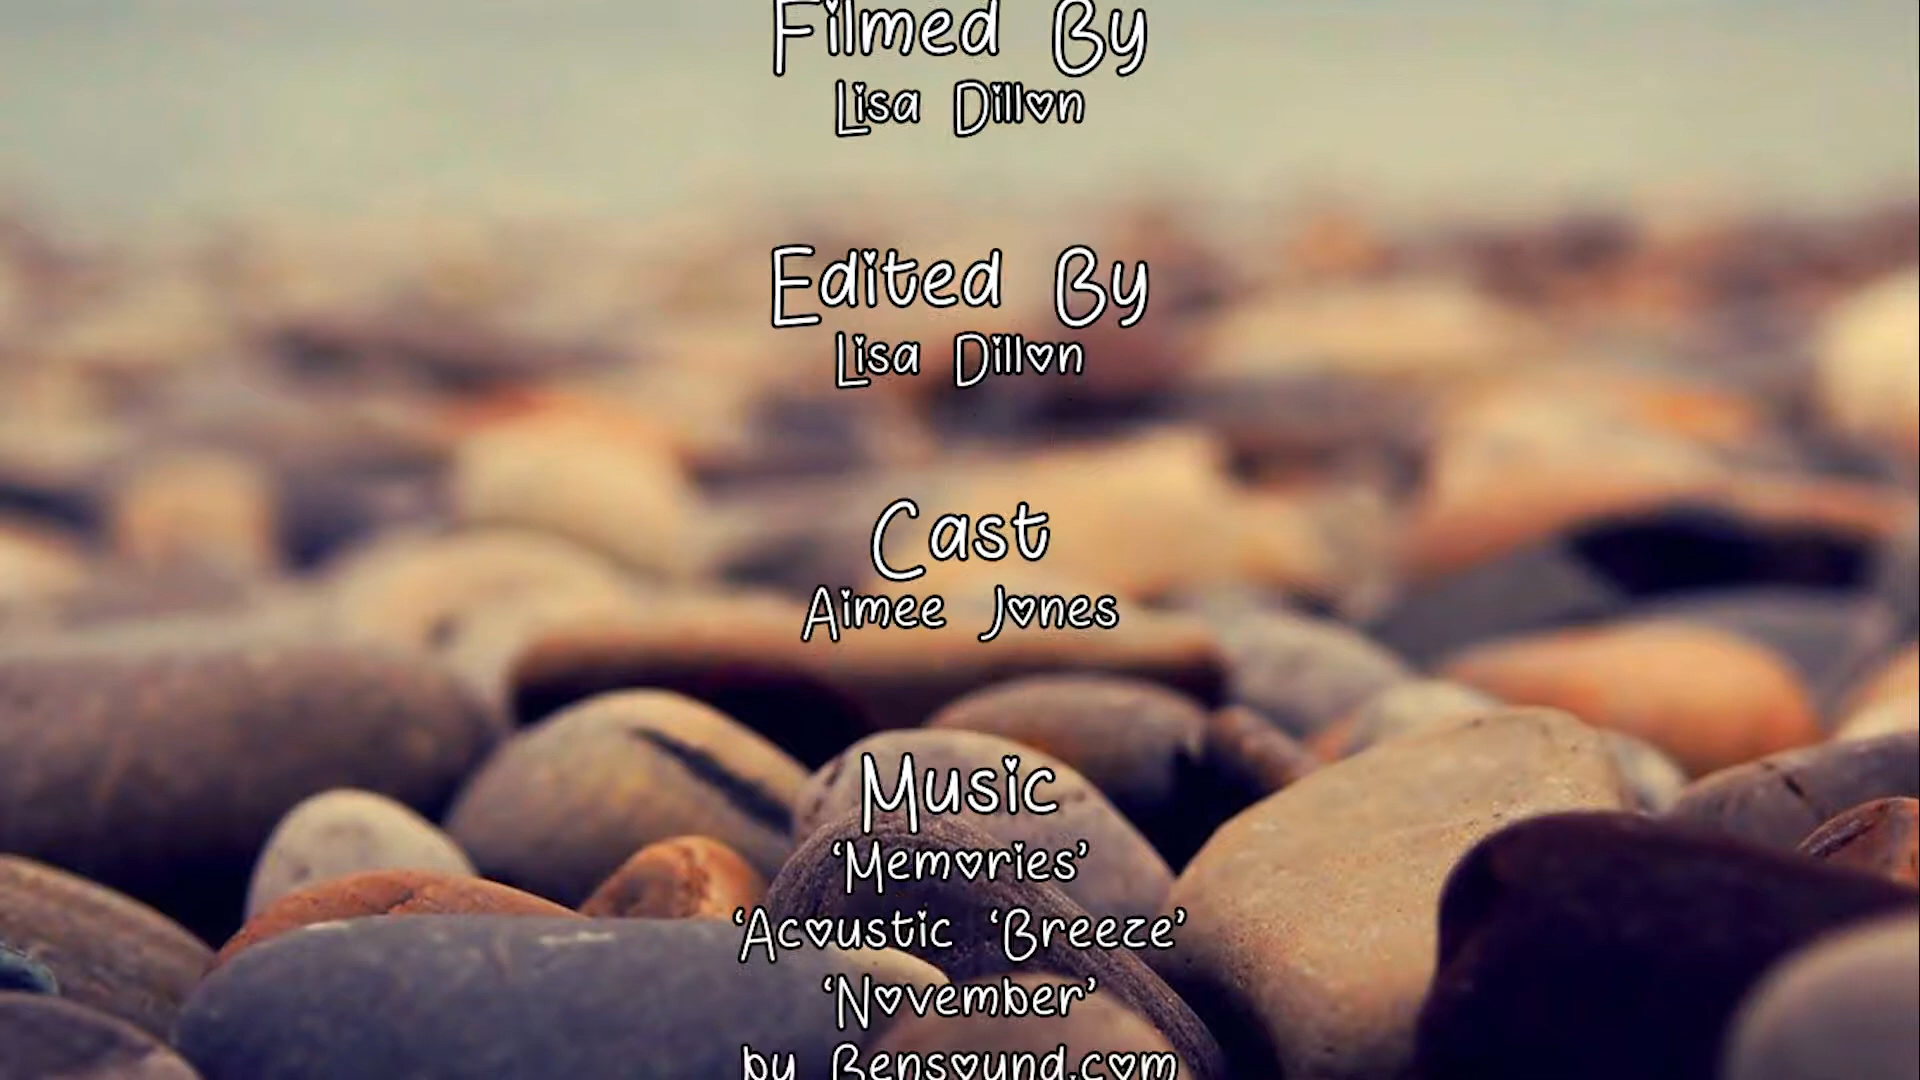 Filmed By
Lisa Dillon
Edited By
Lisa Dillon
Cast
Aimee Jones
Music
‘Memories’
‘Acoustic ‘Breeze’
‘November’
by Bensound.com